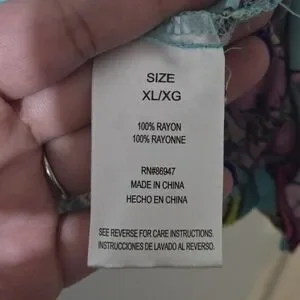 SIZE
XL/XG
100% RAYON
100% RAYONNE
RN#86947
MADE IN CHINA
HECHO EN CHINA
SEE REVERSE FOR CARE INSTRUCTIONS.
INSTRUCCIONES DE LAVADO AL REVERSO.